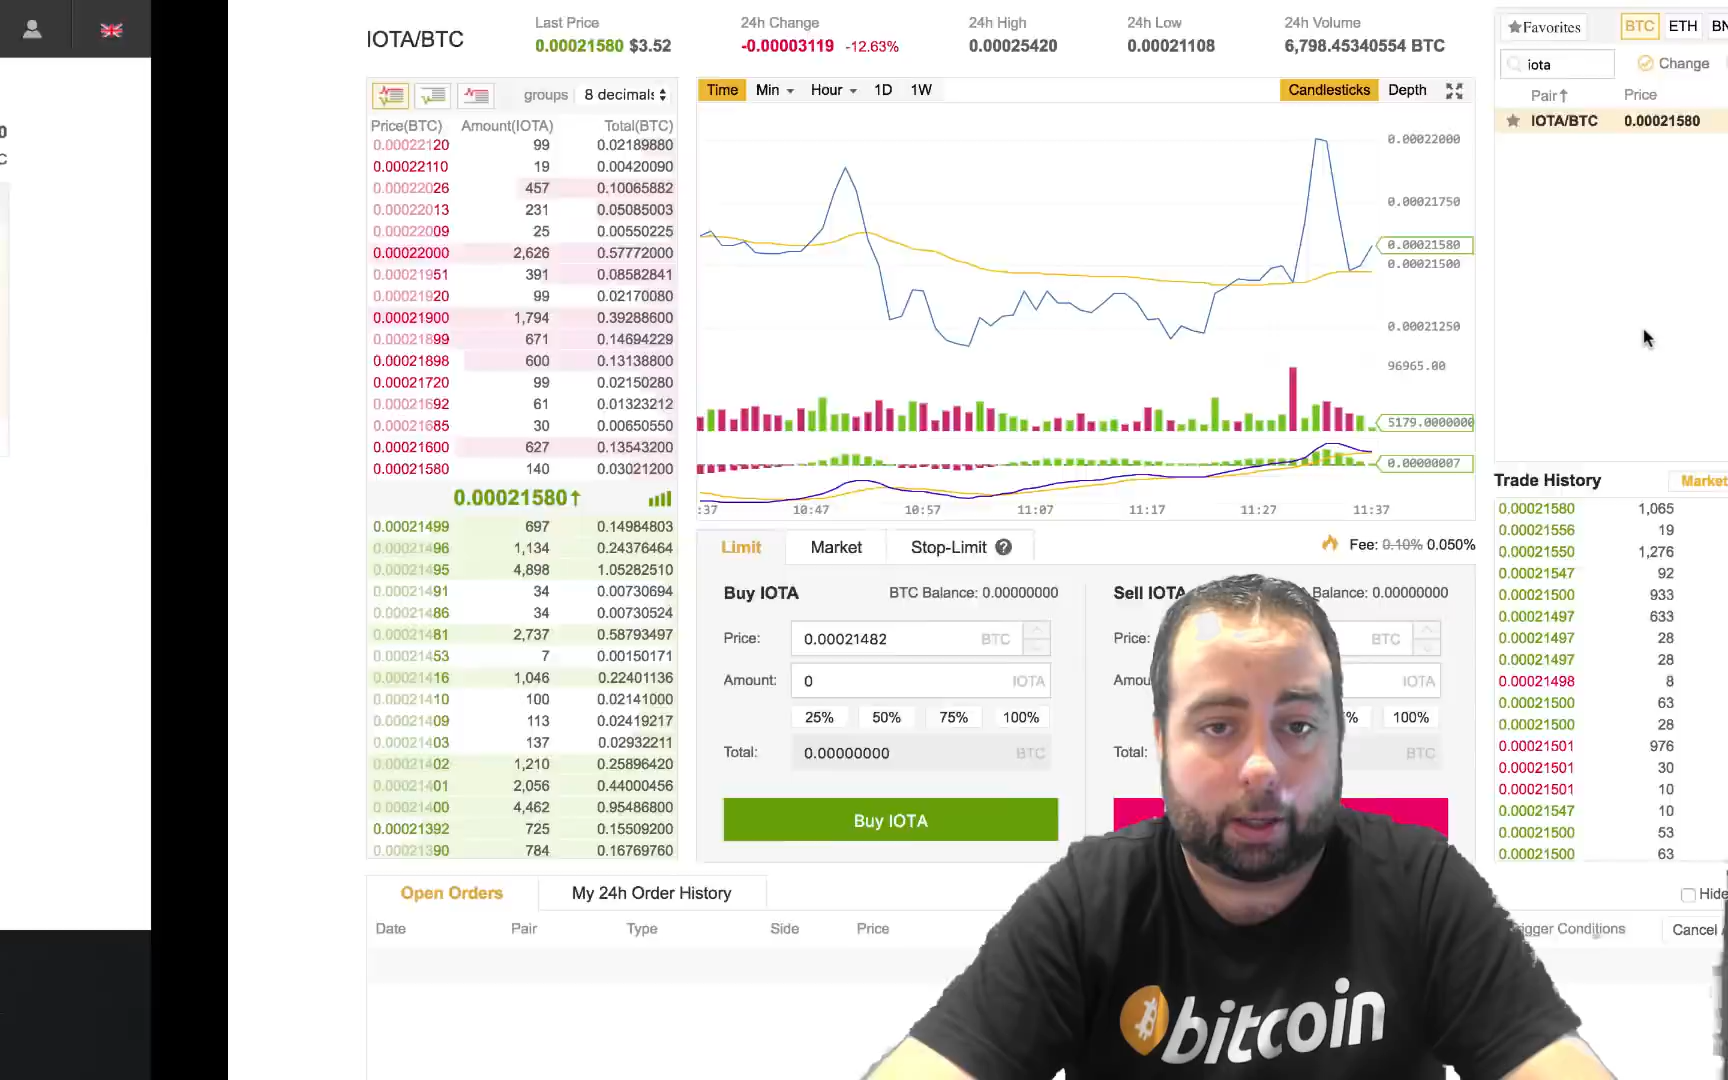 IOTA/BTC
Last Price
0.00021580 $3.52
24h Change
-0.00003119 -12.63%
24h High
0.00025420
24h Low
0.00021108
24h Volume
6,798.45340554 BTC
Favorites BTC ETH BN
iota Change
Pair↑ Price
IOTA/BTC 0.00021580
groups 8 decimals
Price(BTC) Amount(IOTA) Total(BTC)
0.00022120 99 0.02189880
0.00022110 19 0.00420090
0.00022026 457 0.10065882
0.00022013 231 0.05085003
0.00022009 25 0.00550225
0.00022000 2,626 0.57772000
0.00021951 391 0.08582841
0.00021920 99 0.02170080
0.00021900 1,794 0.39288600
0.00021899 671 0.14694229
0.00021898 600 0.13138800
0.00021720 99 0.02150280
0.00021692 61 0.01323212
0.00021685 30 0.00650550
0.00021600 627 0.13543200
0.00021580 140 0.03021200
0.00021580↑
0.00021499 697 0.14984803
0.00021496 1,134 0.24376464
0.00021495 4,898 1.05282510
0.00021491 34 0.00730694
0.00021486 34 0.00730524
0.00021481 2,737 0.58793497
0.00021453 7 0.00150171
0.00021416 1,046 0.22401136
0.00021410 100 0.02141000
0.00021409 113 0.02419217
0.00021403 137 0.02932211
0.00021402 1,210 0.25896420
0.00021401 2,056 0.44000456
0.00021400 4,462 0.95486800
0.00021392 725 0.15509200
0.00021390 784 0.16769760
Time Min Hour 1D 1W Candlesticks Depth
0.00022000
0.00021750
0.00021580
0.00021500
0.00021250
96965.00
5179.0000000
0.00000007
:37 10:47 10:57 11:07 11:17 11:27 11:37
Limit Market Stop-Limit ? Fee: 0.10% 0.050%
Buy IOTA BTC Balance: 0.00000000
Price: 0.00021482 BTC
Amount: 0 IOTA
25% 50% 75% 100%
Total: 0.00000000 BTC
Buy IOTA
Sell IOTA Balance: 0.00000000
Price: BTC
Amou IOTA
% 100%
Total: BTC
Trade History Market
0.00021580 1,065
0.00021556 19
0.00021550 1,276
0.00021547 92
0.00021500 933
0.00021497 633
0.00021497 28
0.00021497 28
0.00021498 8
0.00021500 63
0.00021500 28
0.00021501 976
0.00021501 30
0.00021501 10
0.00021547 10
0.00021500 53
0.00021500 63
Open Orders My 24h Order History Hide
Date Pair Type Side Price igger Conditions Cancel
bitcoin
0
C